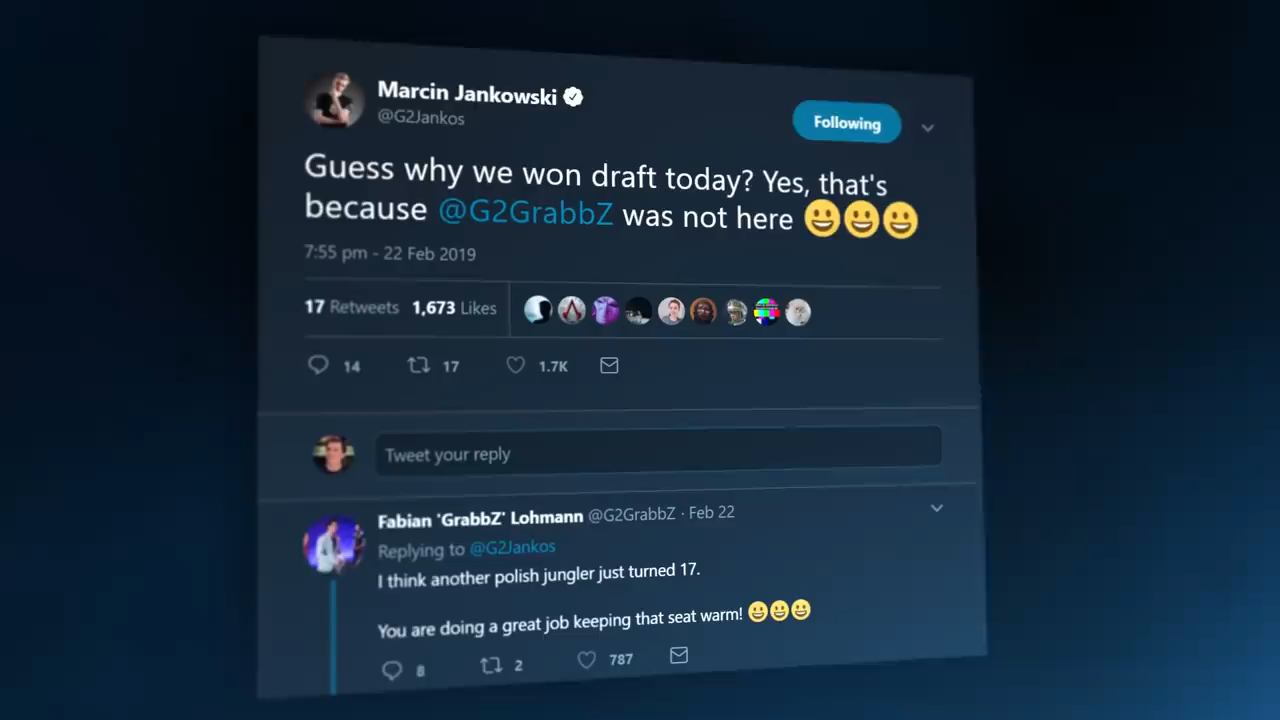 Marcin Jankowski
@G2Jankos
Following
Guess why we won draft today? Yes, that's
because @G2GrabbZ was not here 😀😀😀
7:55 pm - 22 Feb 2019
17 Retweets 1,673 Likes
14 17 1.7K
Tweet your reply
Fabian 'GrabbZ' Lohmann @G2GrabbZ · Feb 22
Replying to @G2Jankos
I think another polish jungler just turned 17.
You are doing a great job keeping that seat warm! 😀😀😀
8 2 787